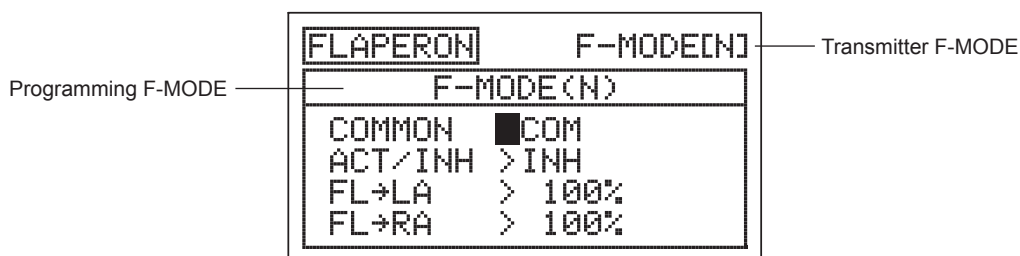 FLAPERON F-MODE[N]
Transmitter F-MODE
Programming F-MODE
F-MODE(N)
COMMON COM
ACT/INH >INH
FL→LA > 100%
FL→RA > 100%